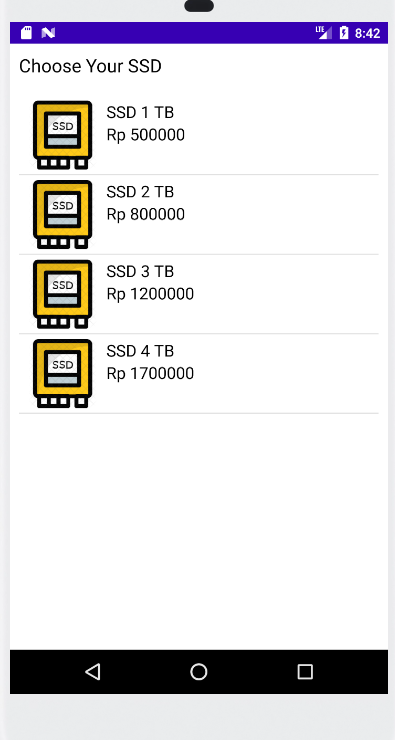 LTE 8:42
Choose Your SSD
SSD
SSD 1 TB
Rp 500000
SSD
SSD 2 TB
Rp 800000
SSD
SSD 3 TB
Rp 1200000
SSD
SSD 4 TB
Rp 1700000